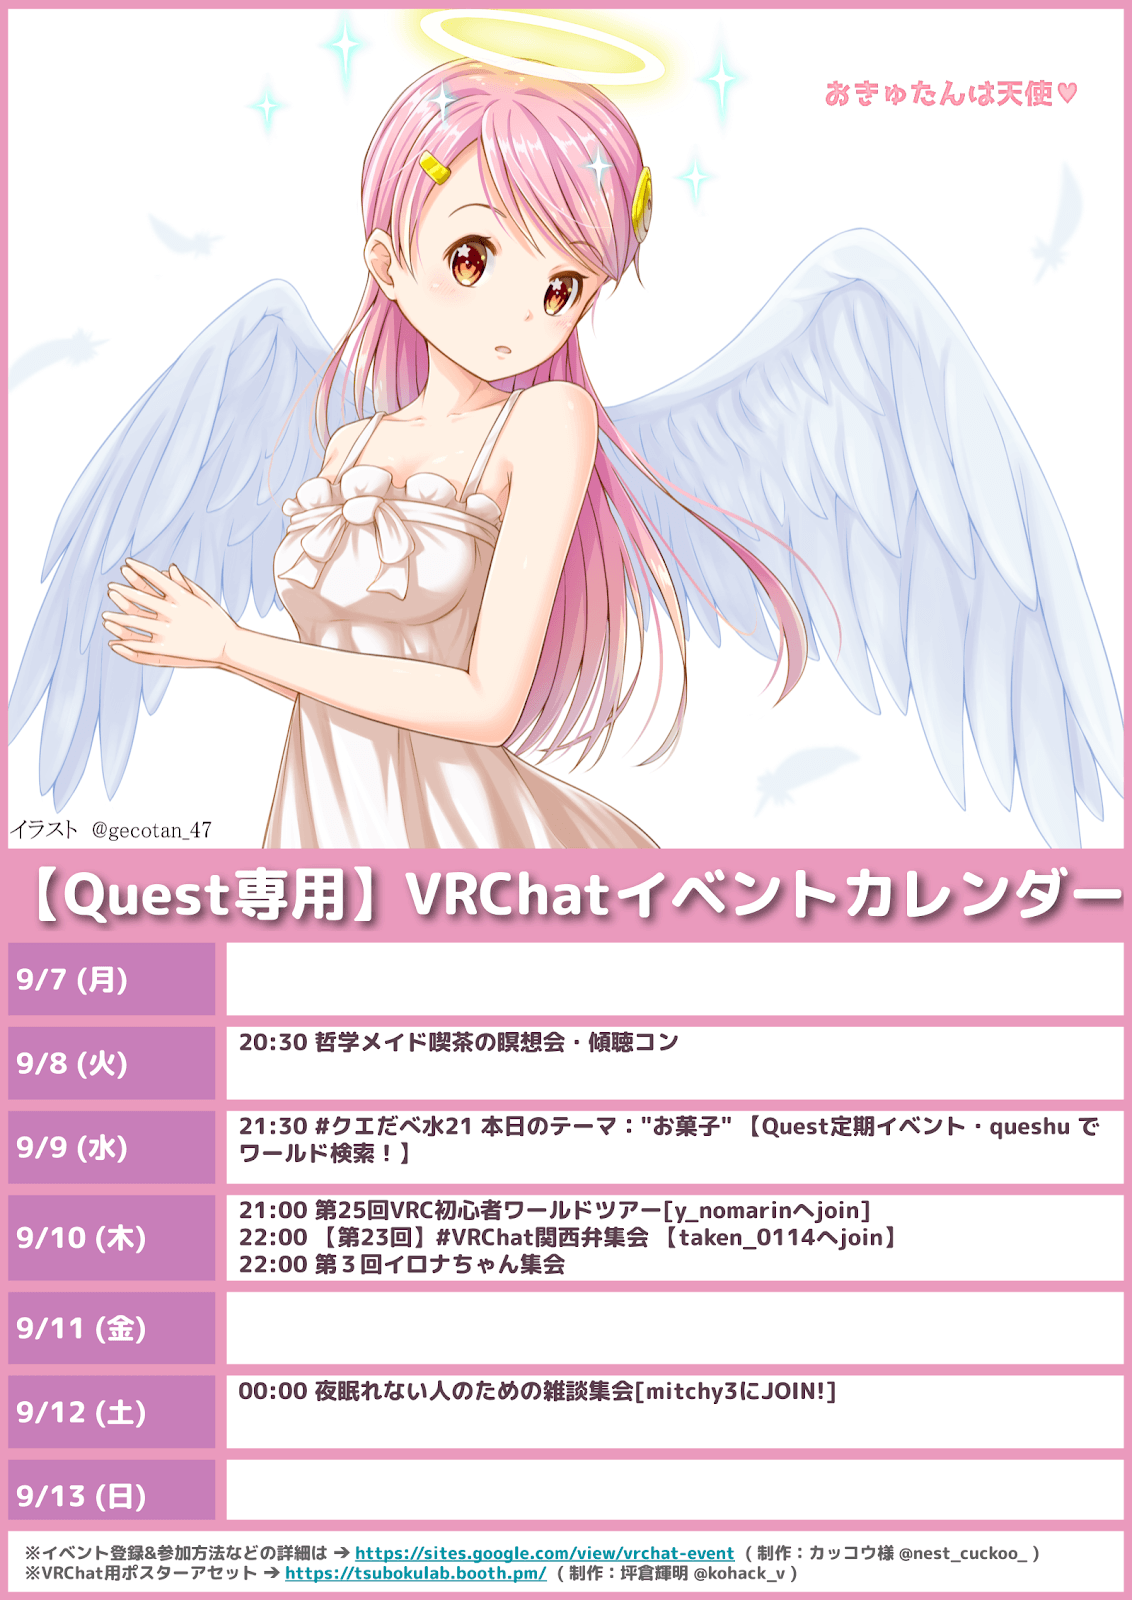 おきゅたんは天使♥
イラスト @gecotan_47
【Quest専用】VRChatイベントカレンダー
9/7 (月)
9/8 (火)
20:30 哲学メイド喫茶の瞑想会・傾聴コン
9/9 (水)
21:30 #クエだべ水21 本日のテーマ："お菓子" 【Quest定期イベント・queshu で
ワールド検索！】
9/10 (木)
21:00 第25回VRC初心者ワールドツアー[y_nomarinへjoin]
22:00 【第23回】#VRChat関西弁集会 【taken_0114へjoin】
22:00 第３回イロナちゃん集会
9/11 (金)
9/12 (土)
00:00 夜眠れない人のための雑談集会[mitchy3にJOIN!]
9/13 (日)
※イベント登録&参加方法などの詳細は ➔ https://sites.google.com/view/vrchat-event ( 制作：カッコウ様 @nest_cuckoo_ )
※VRChat用ポスターアセット ➔ https://tsubokulab.booth.pm/ ( 制作：坪倉輝明 @kohack_v )